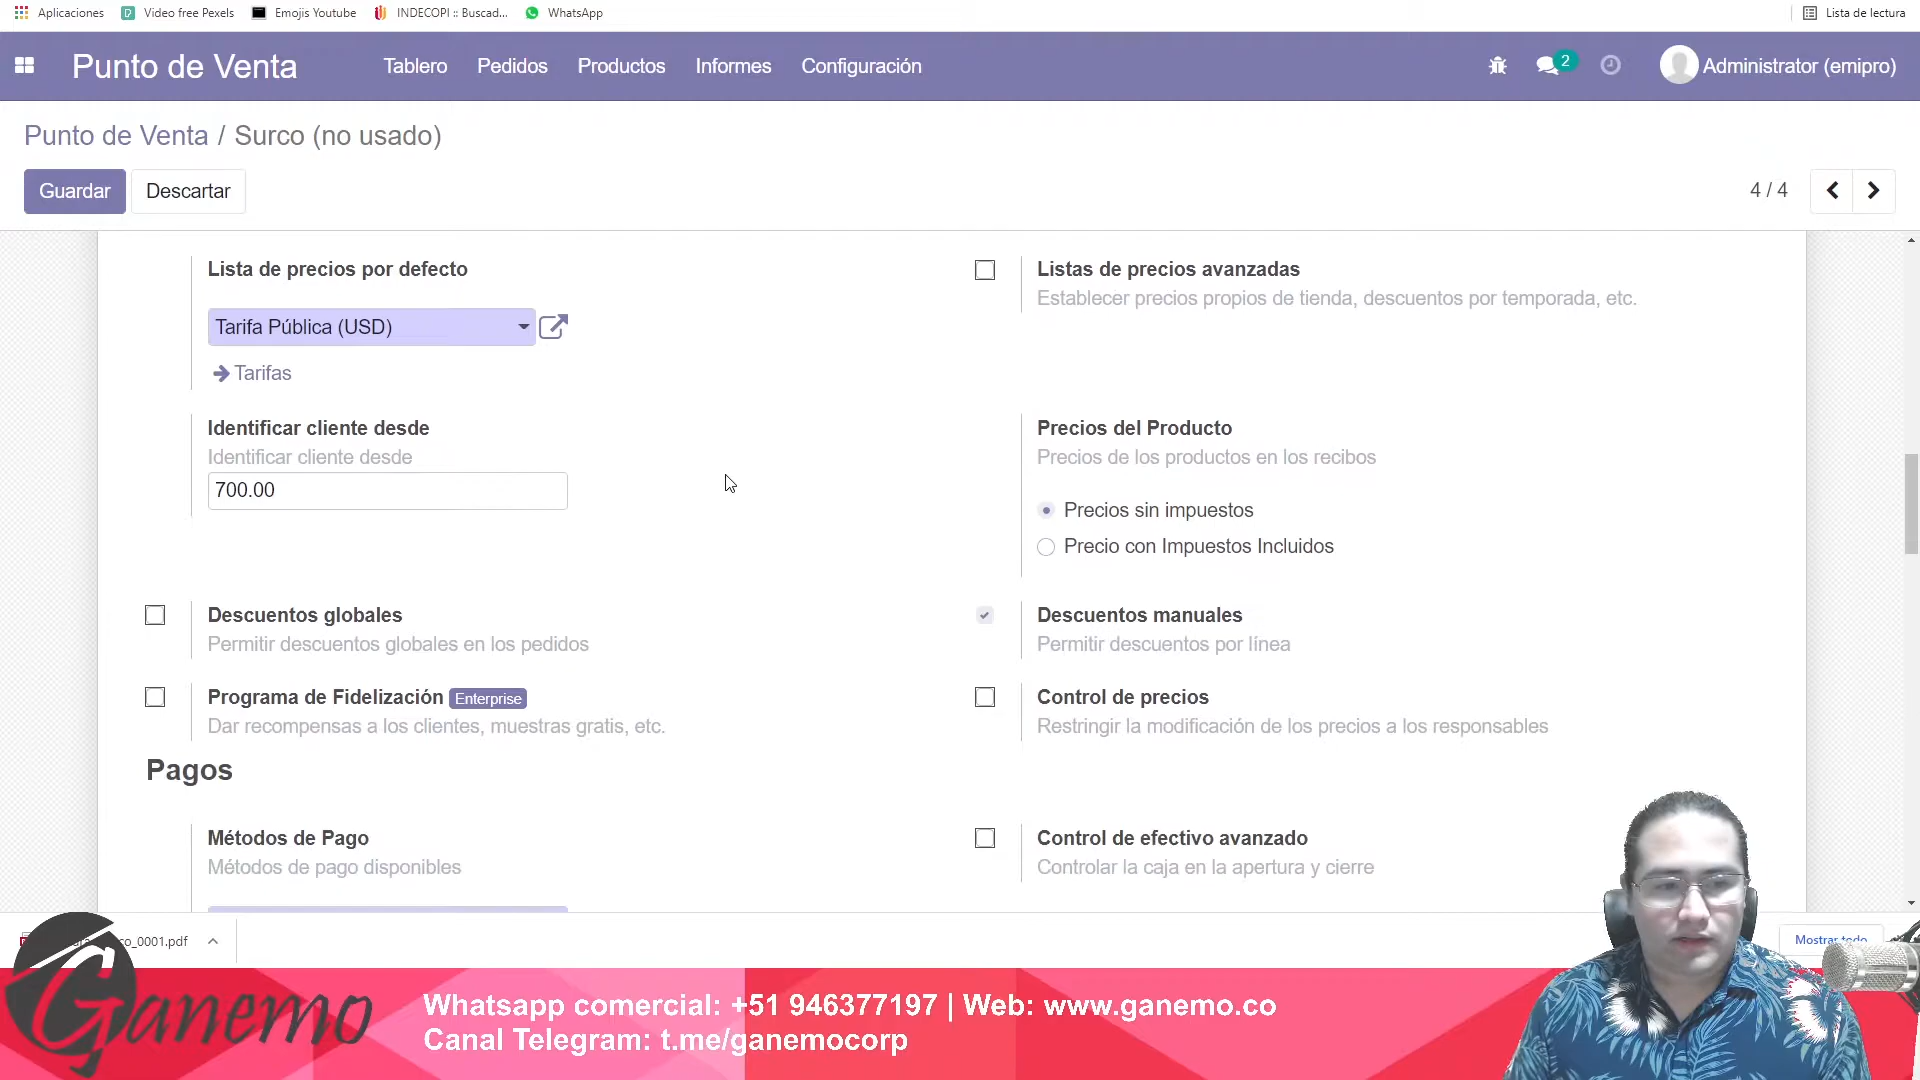 Aplicaciones
Video free Pexels
Emojis Youtube
INDECOPI :: Buscad...
WhatsApp
Lista de lectura
Punto de Venta
Tablero
Pedidos
Productos
Informes
Configuración
2
Administrator (emipro)
Punto de Venta / Surco (no usado)
Guardar
Descartar
4 / 4
Lista de precios por defecto
Tarifa Pública (USD)
Tarifas
Listas de precios avanzadas
Establecer precios propios de tienda, descuentos por temporada, etc.
Identificar cliente desde
Identificar cliente desde
700.00
Precios del Producto
Precios de los productos en los recibos
Precios sin impuestos
Precio con Impuestos Incluidos
Descuentos globales
Permitir descuentos globales en los pedidos
Descuentos manuales
Permitir descuentos por línea
Programa de Fidelización Enterprise
Dar recompensas a los clientes, muestras gratis, etc.
Control de precios
Restringir la modificación de los precios a los responsables
Pagos
Métodos de Pago
Métodos de pago disponibles
Control de efectivo avanzado
Controlar la caja en la apertura y cierre
co_0001.pdf
Mostrar todo
Ganemo
Whatsapp comercial: +51 946377197 | Web: www.ganemo.co
Canal Telegram: t.me/ganemocorp